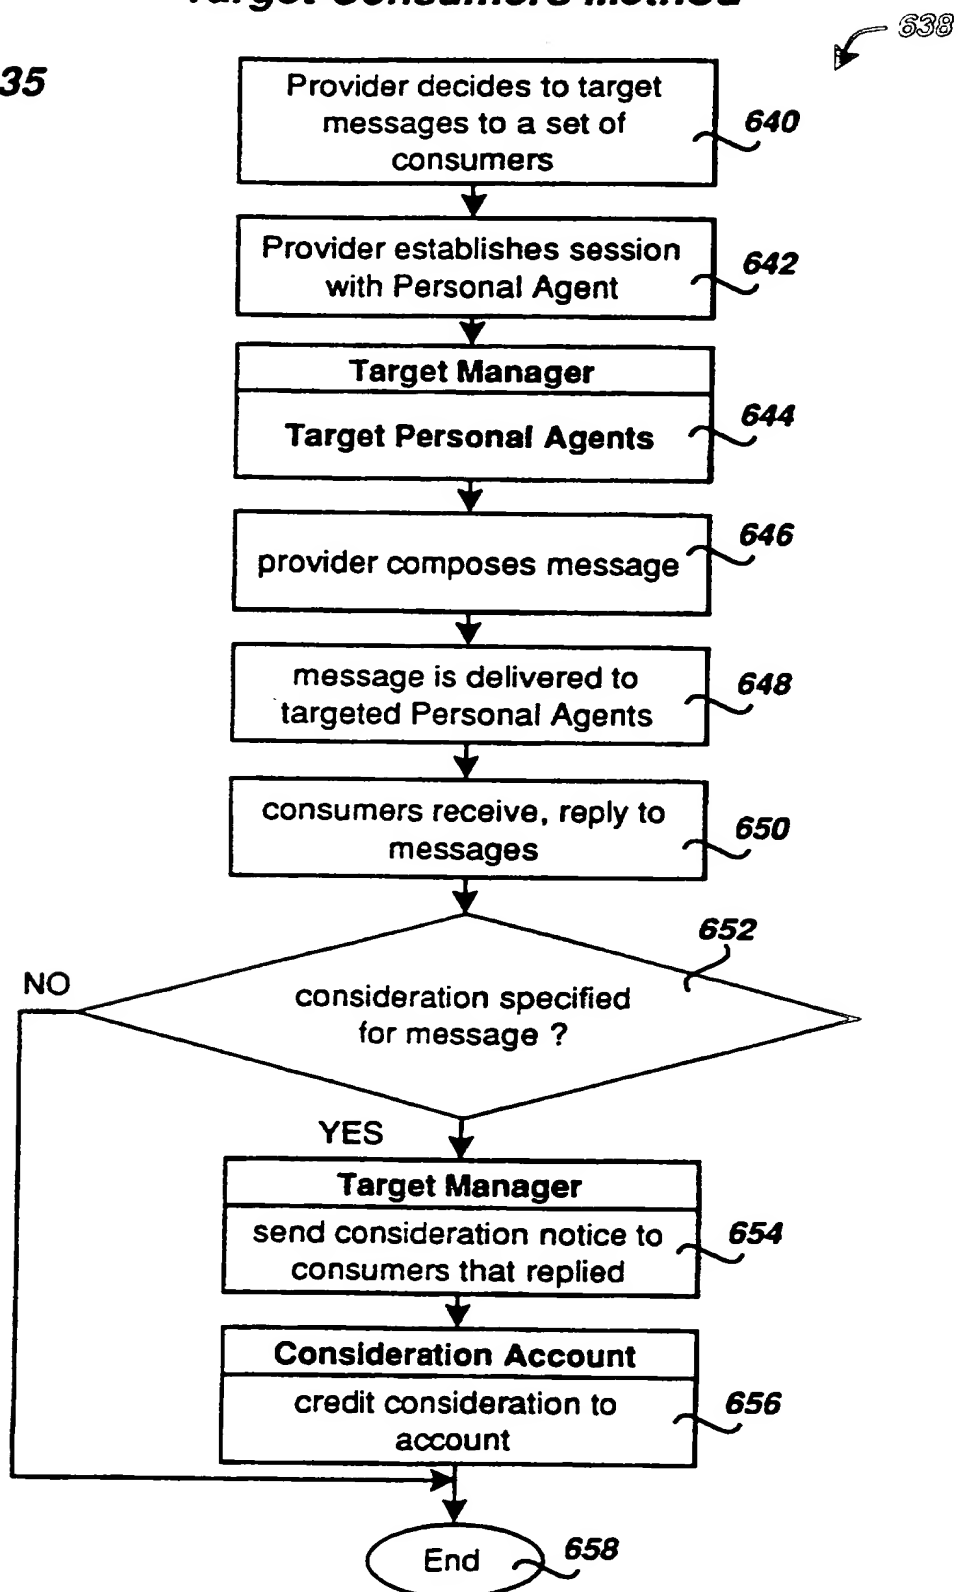 Target Consumers Method
638
35
Provider decides to target
messages to a set of
consumers
640
Provider establishes session
with Personal Agent
642
Target Manager
Target Personal Agents
644
provider composes message
646
message is delivered to
targeted Personal Agents
648
consumers receive, reply to
messages
650
652
NO
consideration specified
for message ?
YES
Target Manager
send consideration notice to
consumers that replied
654
Consideration Account
credit consideration to
account
656
End
658